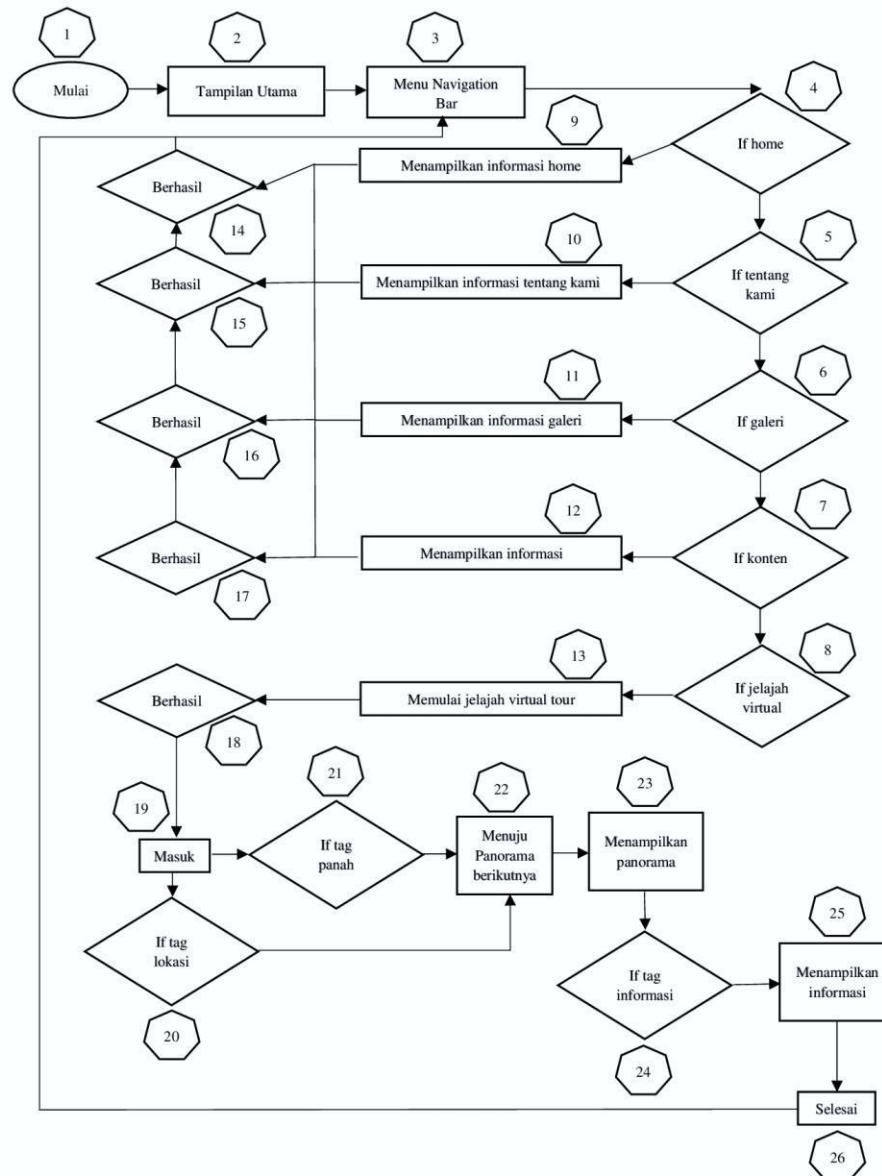 1
2
3
4
Mulai
Tampilan Utama
Menu Navigation
Bar
If home
9
Menampilkan informasi home
Berhasil
14
10
5
Berhasil
Menampilkan informasi tentang kami
If tentang
kami
15
11
6
Berhasil
Menampilkan informasi galeri
If galeri
16
12
7
Berhasil
Menampilkan informasi
If konten
17
13
8
Berhasil
Memulai jelajah virtual tour
If jelajah
virtual
18
19
21
22
23
Masuk
If tag
panah
Menuju
Panorama
berikutnya
Menampilkan
panorama
If tag
lokasi
20
If tag
informasi
24
25
Menampilkan
informasi
Selesai
26